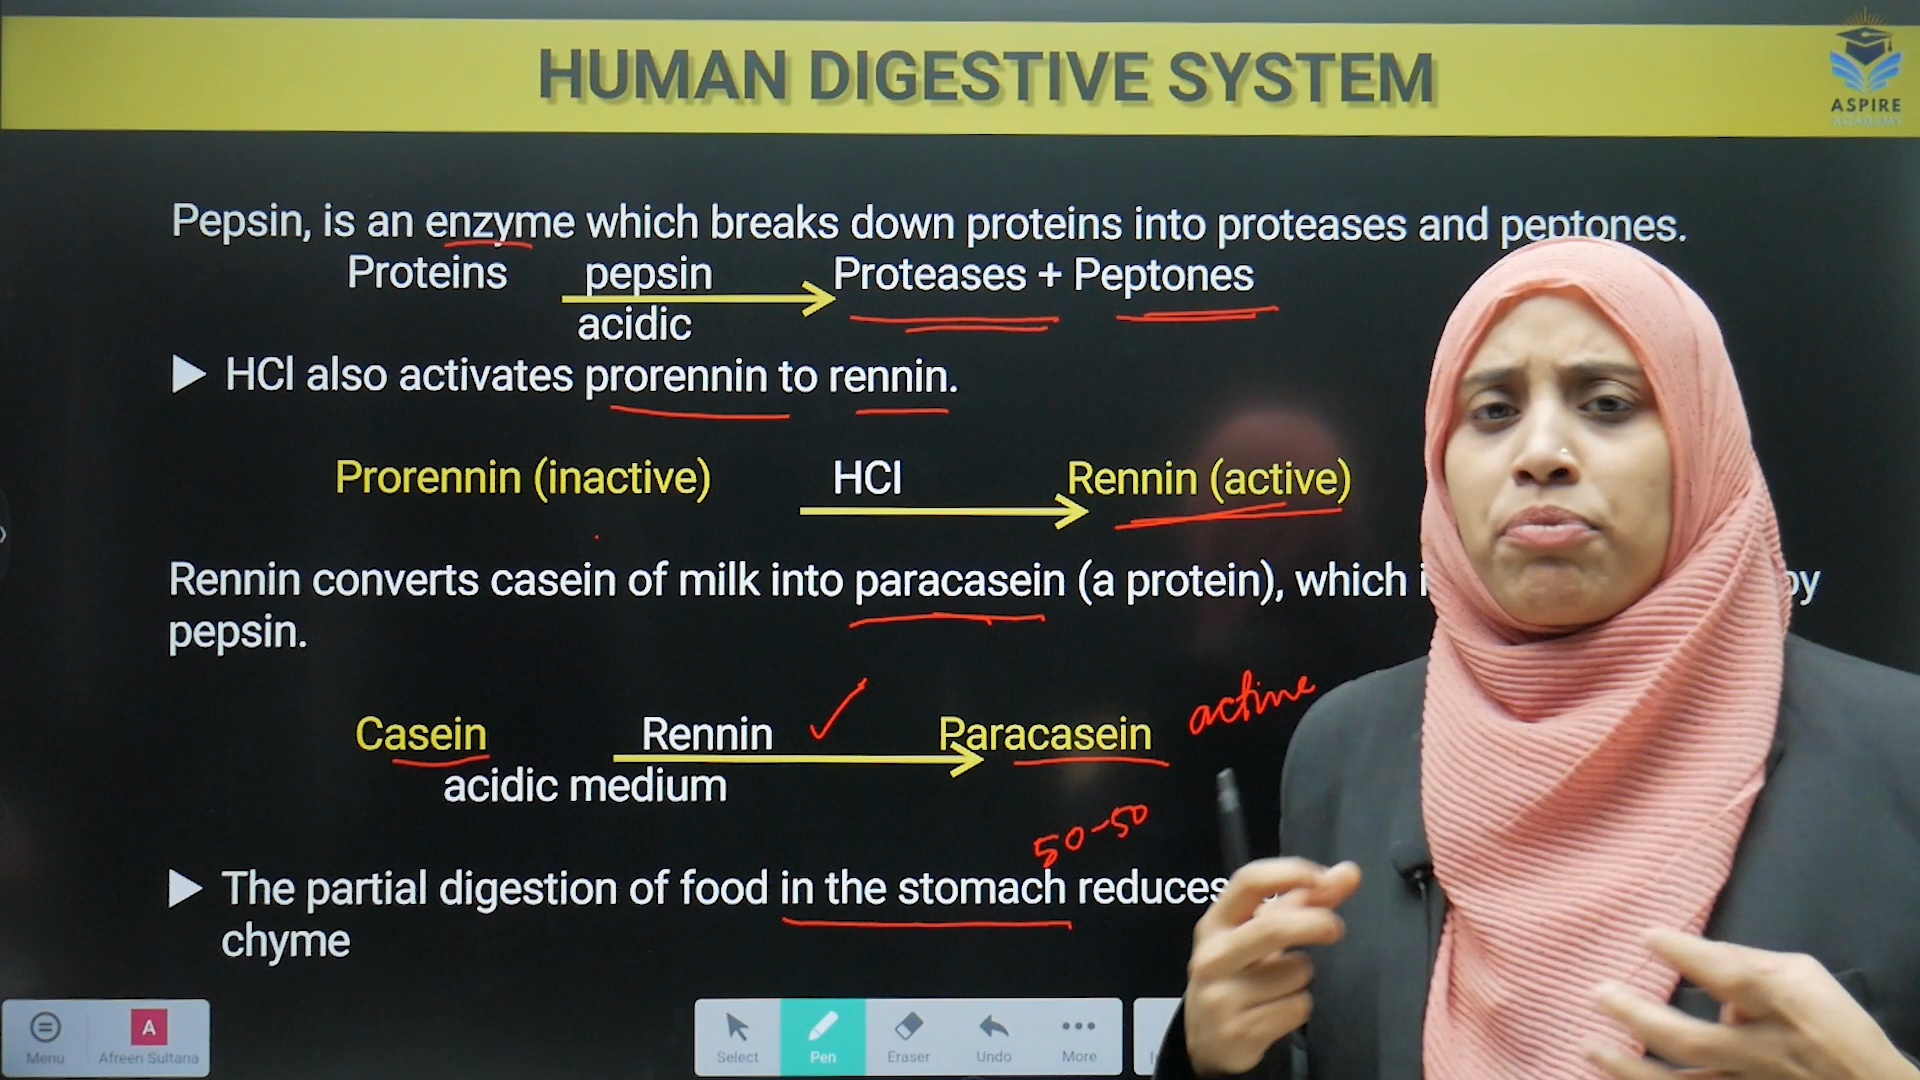 HUMAN DIGESTIVE SYSTEM
ASPIRE
ACADEMY
Pepsin, is an enzyme which breaks down proteins into proteases and peptones.
Proteins pepsin Proteases + Peptones
acidic
▶ HCl also activates prorennin to rennin.
Prorennin (inactive) HCl Rennin (active)
Rennin converts casein of milk into paracasein (a protein), which by
pepsin.
active
Casein Rennin Paracasein
acidic medium
50-50
▶ The partial digestion of food in the stomach reduces
chyme
A
Menu Afreen Sultana Select Pen Eraser Undo More